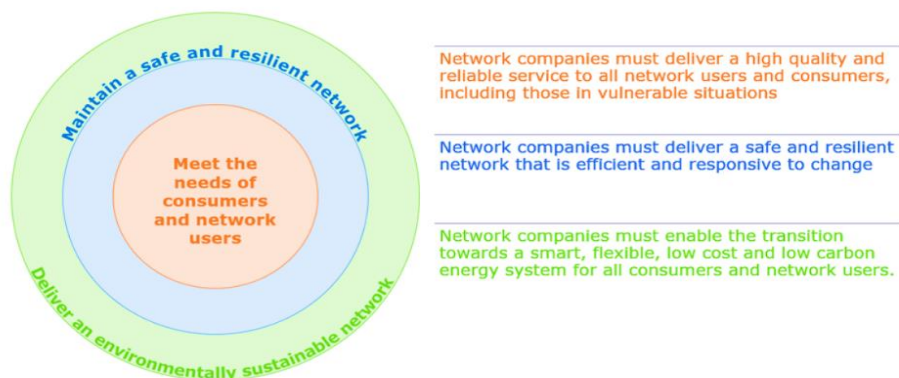 Maintain a safe and resilient network
Meet the
needs of
consumers
and network
users
Deliver an environmentally sustainable network
Network companies must deliver a high quality and
reliable service to all network users and consumers,
including those in vulnerable situations
Network companies must deliver a safe and resilient
network that is efficient and responsive to change
Network companies must enable the transition
towards a smart, flexible, low cost and low carbon
energy system for all consumers and network users.